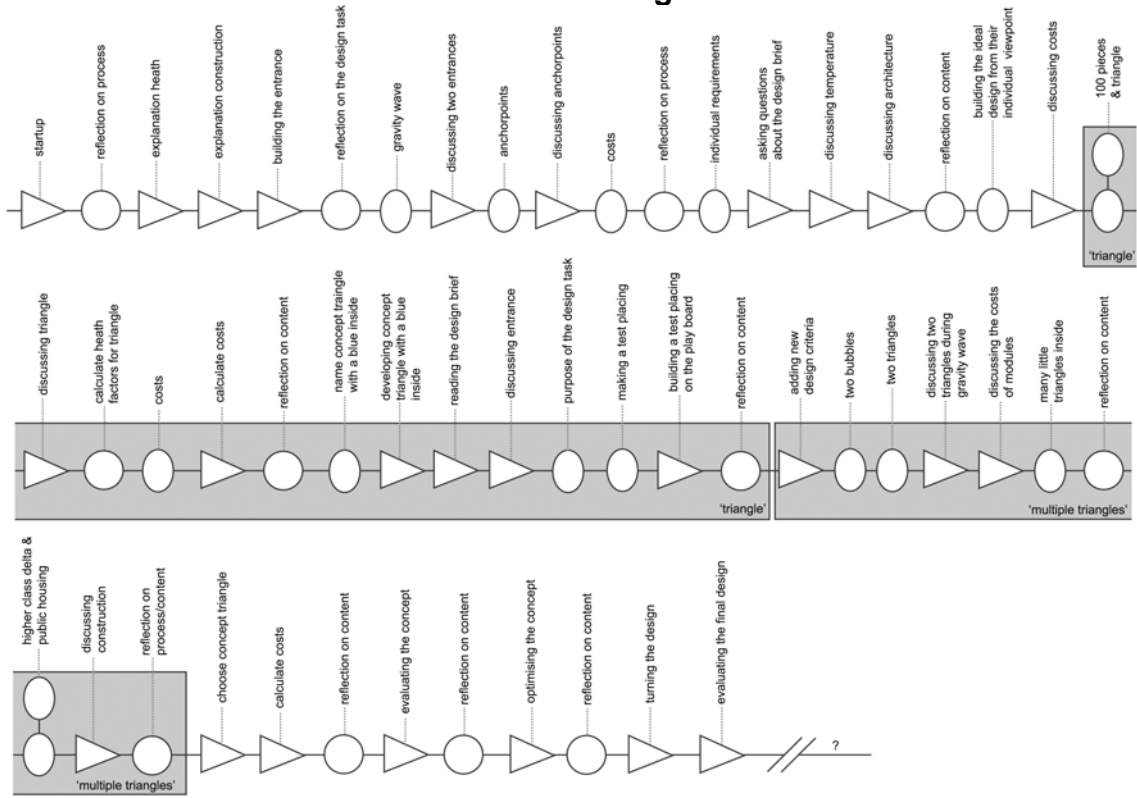 startup
reflection on process
explanation heath
explanation construction
building the entrance
reflection on the design task
gravity wave
discussing two entrances
anchorpoints
discussing anchorpoints
costs
reflection on process
individual requirements
asking questions
about the design brief
discussing temperature
discussing architecture
reflection on content
building the ideal
design from their
individual viewpoint
discussing costs
100 pieces
& triangle
'triangle'
discussing triangle
calculate heath
factors for triangle
costs
calculate costs
reflection on content
name concept traingle
with a blue inside
developing concept
triangle with a blue
inside
reading the design brief
discussing entrance
purpose of the design task
making a test placing
building a test placing
on the play board
reflection on content
'triangle'
adding new
design criteria
two bubbles
two triangles
discussing two
triangles during
gravity wave
discussing the costs
of modules
many little
triangles inside
reflection on content
'multiple triangles'
higher class delta &
public housing
discussing
construction
reflection on
process/content
'multiple triangles'
choose concept triangle
calculate costs
reflection on content
evaluating the concept
reflection on content
optimising the concept
reflection on content
turning the design
evaluating the final design
?